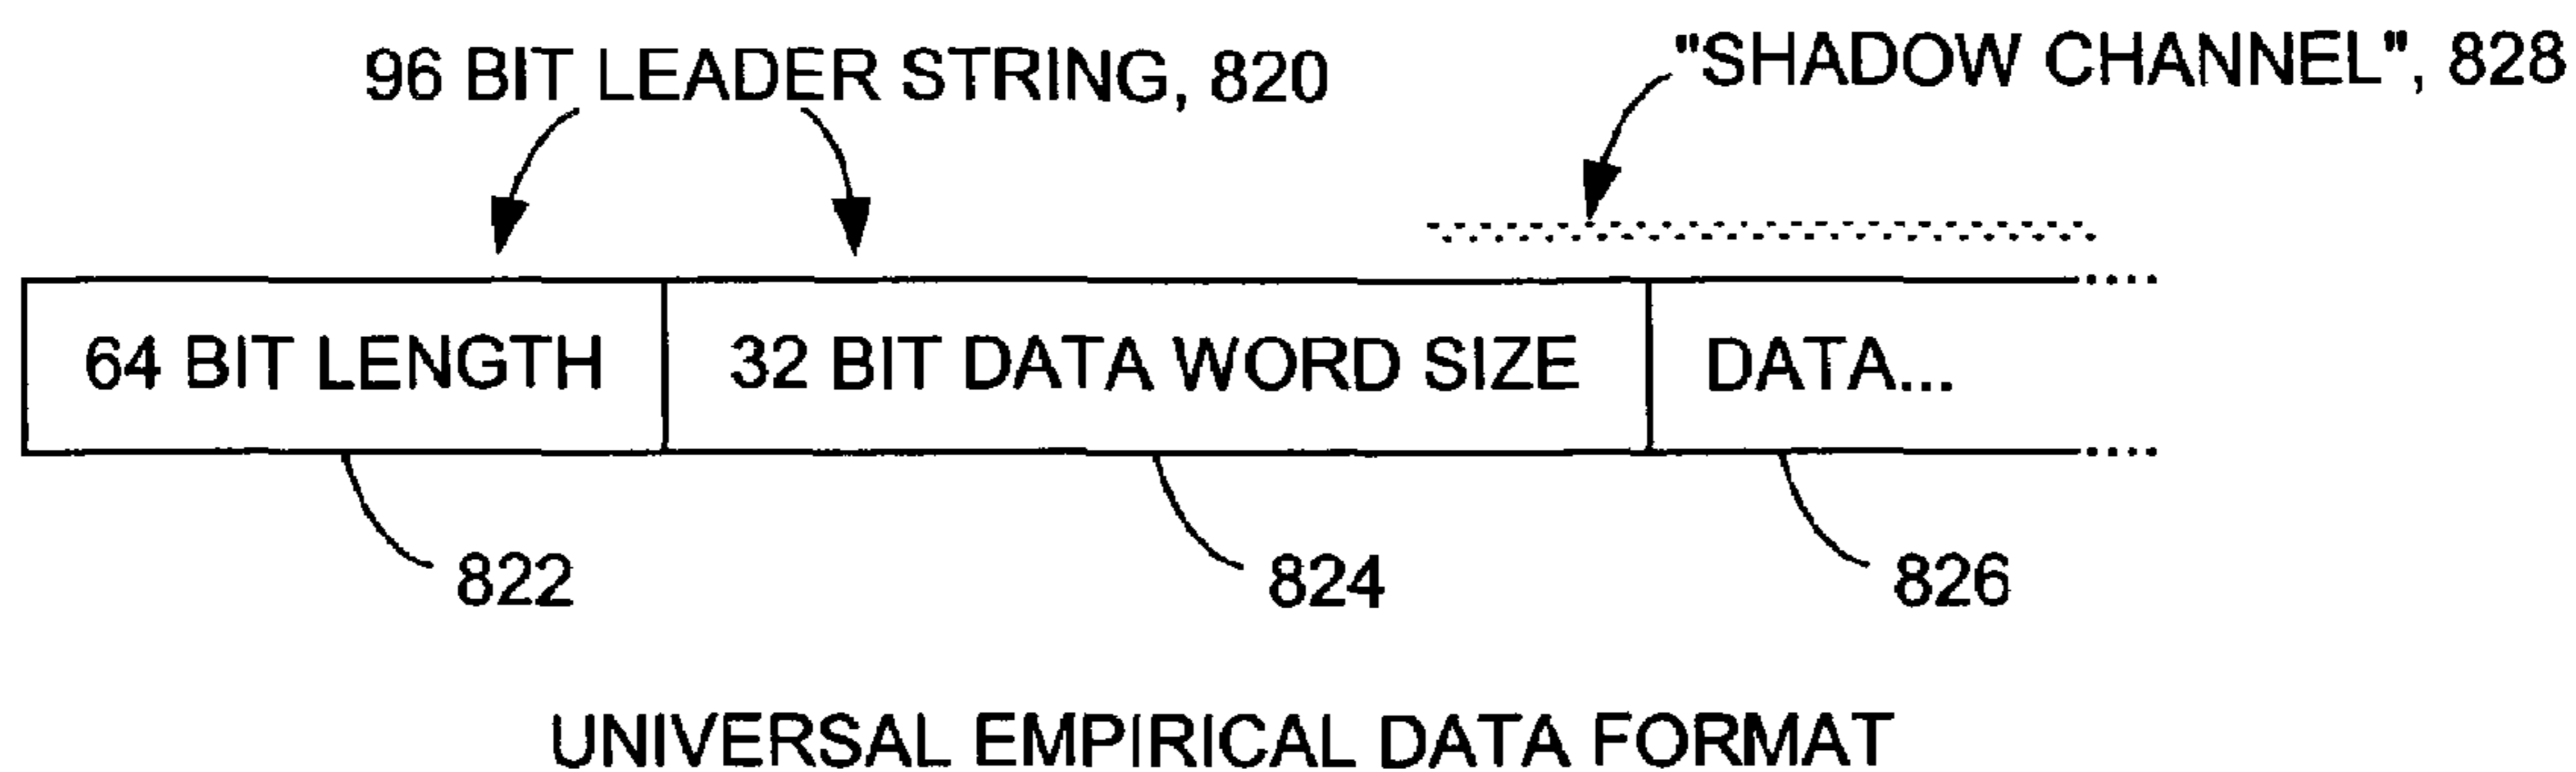 96 BIT LEADER STRING, 820
"SHADOW CHANNEL", 828
64 BIT LENGTH
32 BIT DATA WORD SIZE
DATA...
822
824
826
UNIVERSAL EMPIRICAL DATA FORMAT